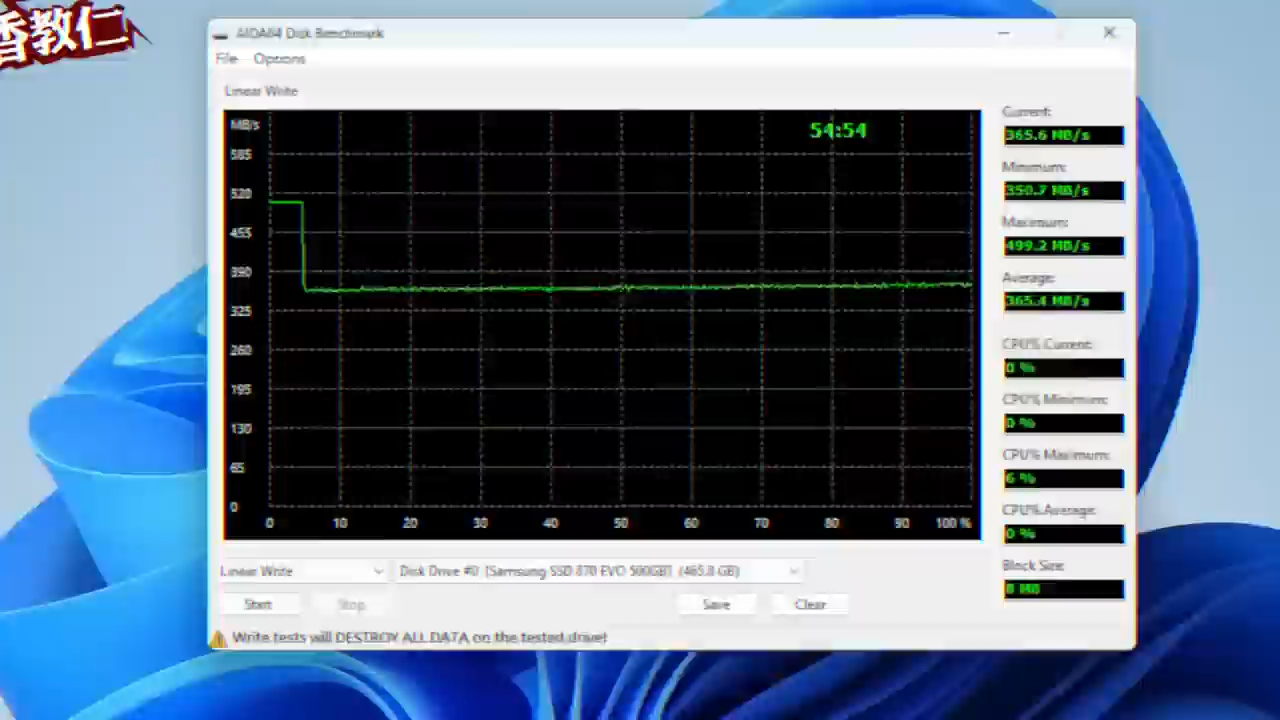 香教仁
AIDA64 Disk Benchmark
File Options
Linear Write
MB/s
54:54
585
520
455
390
325
260
195
130
65
0
0 10 20 30 40 50 60 70 80 90 100 %
Current:
365.6 MB/s
Minimum:
350.7 MB/s
Maximum:
499.2 MB/s
Average:
365.4 MB/s
CPU% Current:
0 %
CPU% Minimum:
0 %
CPU% Maximum:
6 %
CPU% Average:
0 %
Block Size:
8 MB
Linear Write
Disk Drive #0 [Samsung SSD 870 EVO 500GB] (465.8 GB)
Start Stop Save Clear
Write tests will DESTROY ALL DATA on the tested drive!